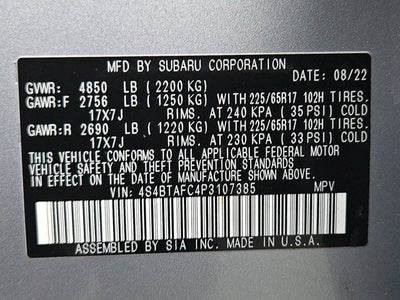 MFD BY SUBARU CORPORATION
DATE: 08/22
GVWR: 4850 LB (2200 KG)
GAWR:F 2756 LB (1250 KG) WITH 225/65R17 102H TIRES.
17X7J RIMS, AT 240 KPA (35 PSI) COLD
GAWR:R 2690 LB (1220 KG) WITH 225/65R17 102H TIRES.
17X7J RIMS, AT 230 KPA (33 PSI) COLD
THIS VEHICLE CONFORMS TO ALL APPLICABLE FEDERAL MOTOR
VEHICLE SAFETY AND THEFT PREVENTION STANDARDS IN
EFFECT ON THE DATE OF MANUFACTURE SHOWN ABOVE.
VIN: 4S4BTAFC4P3107385 MPV
ASSEMBLED BY SIA INC. MADE IN U.S.A.